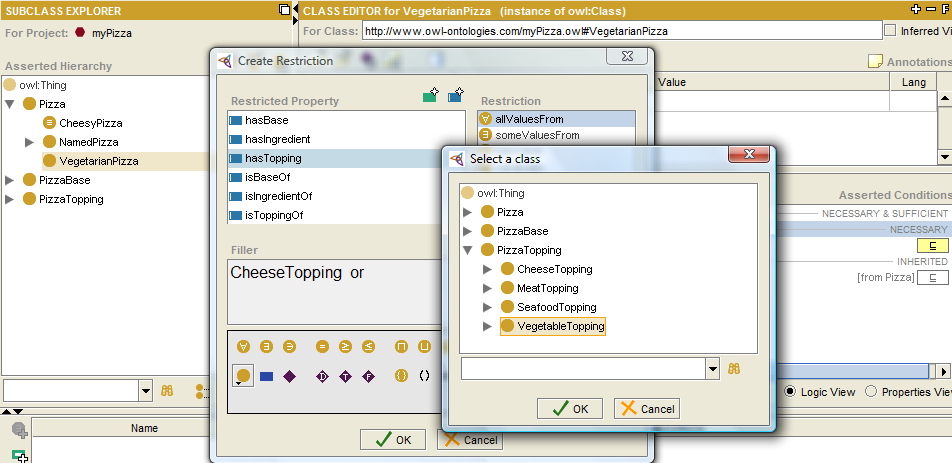 SUBCLASS EXPLORER
For Project: myPizza
Asserted Hierarchy
owl:Thing
Pizza
CheesyPizza
NamedPizza
VegetarianPizza
PizzaBase
PizzaTopping
CLASS EDITOR for VegetarianPizza (instance of owl:Class)
For Class: http://www.owl-ontologies.com/myPizza.owl#VegetarianPizza
Inferred Vi
Annotations
Value Lang
Create Restriction
Restricted Property
hasBase
hasIngredient
hasTopping
isBaseOf
isIngredientOf
isToppingOf
Restriction
allValuesFrom
someValuesFrom
Filler
CheeseTopping or
OK Cancel
Select a class
owl:Thing
Pizza
PizzaBase
PizzaTopping
CheeseTopping
MeatTopping
SeafoodTopping
VegetableTopping
OK Cancel
Asserted Conditions
NECESSARY & SUFFICIENT
NECESSARY
INHERITED
[from Pizza]
Logic View Properties View
Name